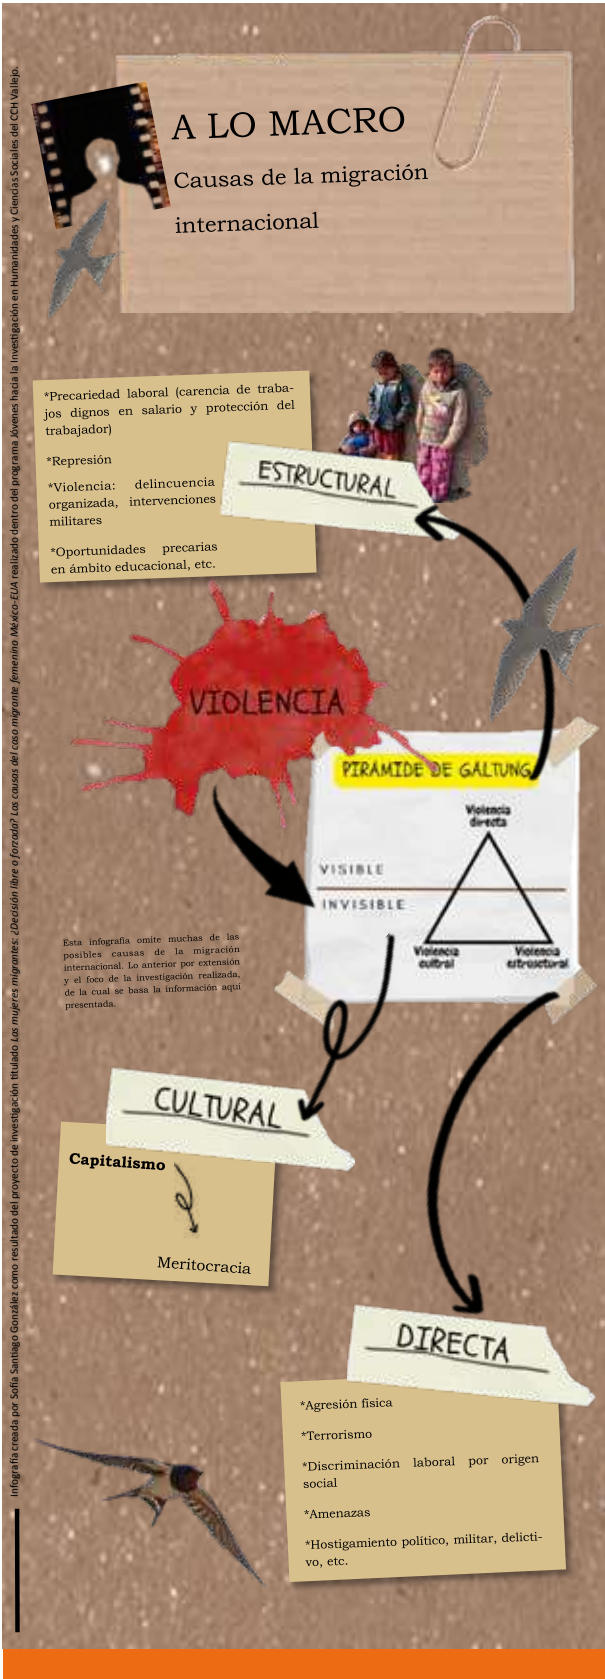 A LO MACRO
Causas de la migración
internacional
*Precariedad laboral (carencia de traba-
jos dignos en salario y protección del
trabajador)
*Represión
*Violencia: delincuencia
organizada, intervenciones
militares
*Oportunidades precarias
en ámbito educacional, etc.
ESTRUCTURAL
VIOLENCIA
PIRAMIDE DE GALTUNG
Violencia
directa
VISIBLE
INVISIBLE
Violencia
cultral
Violencia
estrusctural
Esta infografía omite muchas de las
posibles causas de la migración
internacional. Lo anterior por extensión
y el foco de la investigación realizada,
de la cual se basa la información aquí
presentada.
CULTURAL
Capitalismo
Meritocracia
DIRECTA
*Agresión física
*Terrorismo
*Discriminación laboral por origen
social
*Amenazas
*Hostigamiento político, militar, delicti-
vo, etc.
Infografía creada por Sofía Santiago González como resultado del proyecto de investigación titulado Las mujeres migrantes: ¿Decisión libre o forzada? Las causas del caso migrante femenino México-EUA realizado dentro del programa Jóvenes hacia la Investigación en Humanidades y Ciencias Sociales del CCH Vallejo.